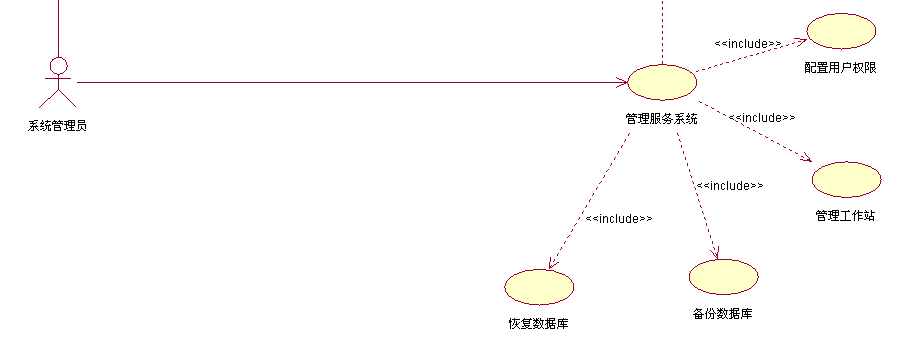 <<include>>
配置用户权限
系统管理员
管理服务系统
<<include>>
<<include>>
管理工作站
<<include>>
备份数据库
恢复数据库